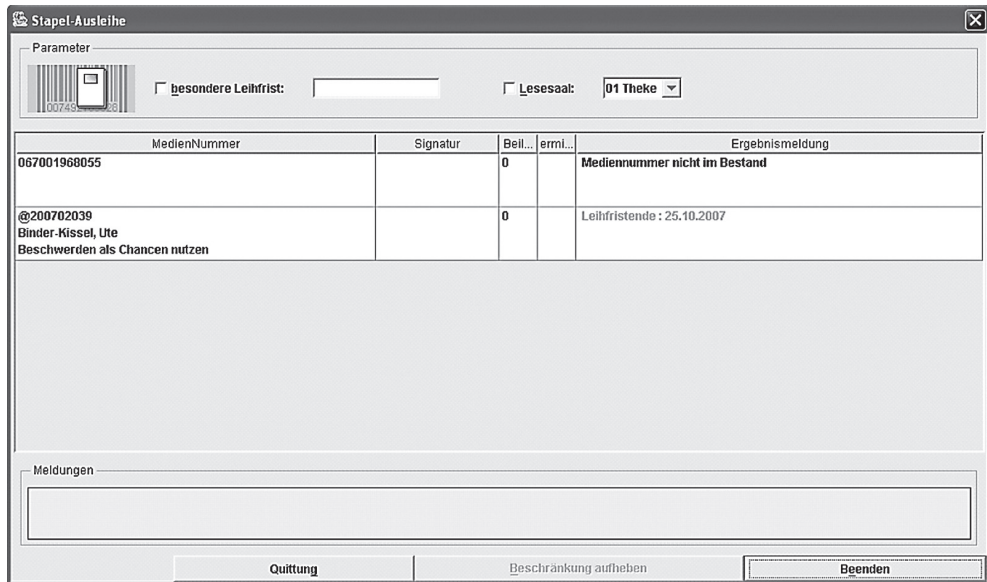 Stapel-Ausleihe
Parameter
besondere Leihfrist:
Lesesaal:
01 Theke
MedienNummer Signatur Beil... ermi... Ergebnismeldung
067001968055 0 Mediennummer nicht im Bestand
@200702039 0 Leihfristende : 25.10.2007
Binder-Kissel, Ute
Beschwerden als Chancen nutzen
Meldungen
Quittung Beschränkung aufheben Beenden